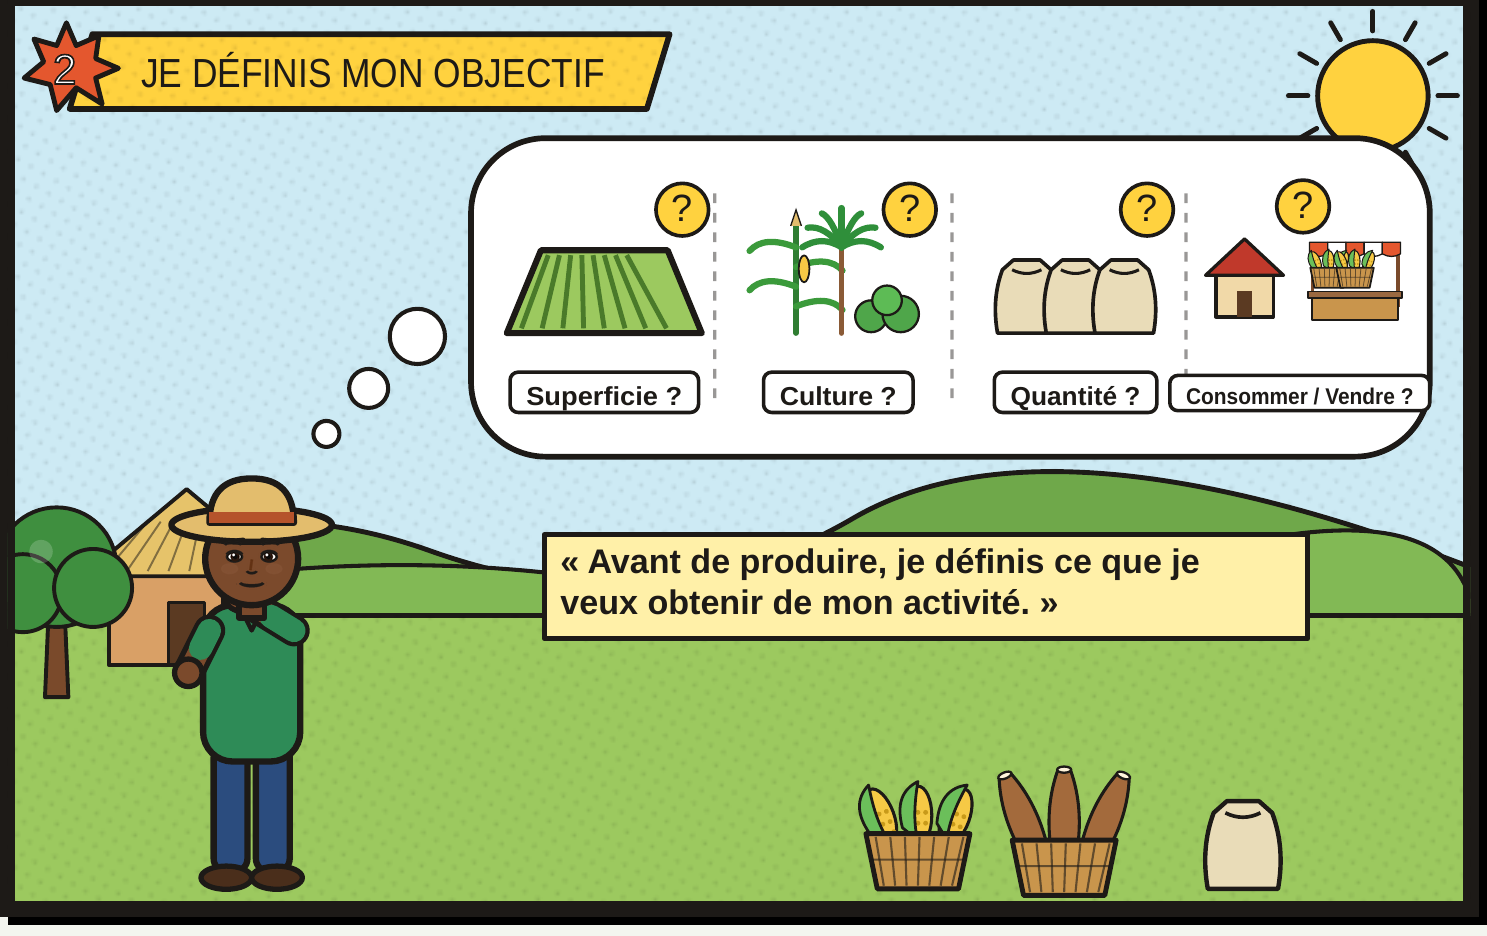 2
JE DÉFINIS MON OBJECTIF
? ? ? ?
Superficie ? Culture ? Quantité ? Consommer / Vendre ?
« Avant de produire, je définis ce que je
veux obtenir de mon activité. »